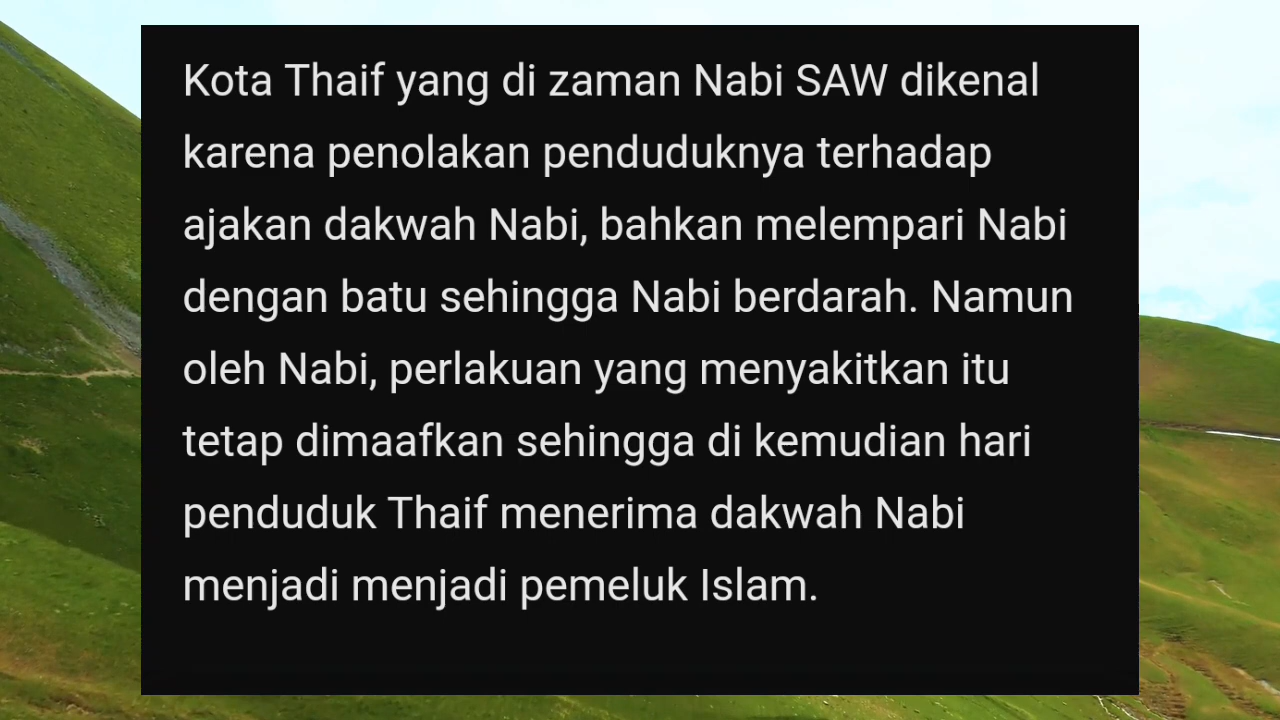 Kota Thaif yang di zaman Nabi SAW dikenal
karena penolakan penduduknya terhadap
ajakan dakwah Nabi, bahkan melempari Nabi
dengan batu sehingga Nabi berdarah. Namun
oleh Nabi, perlakuan yang menyakitkan itu
tetap dimaafkan sehingga di kemudian hari
penduduk Thaif menerima dakwah Nabi
menjadi menjadi pemeluk Islam.